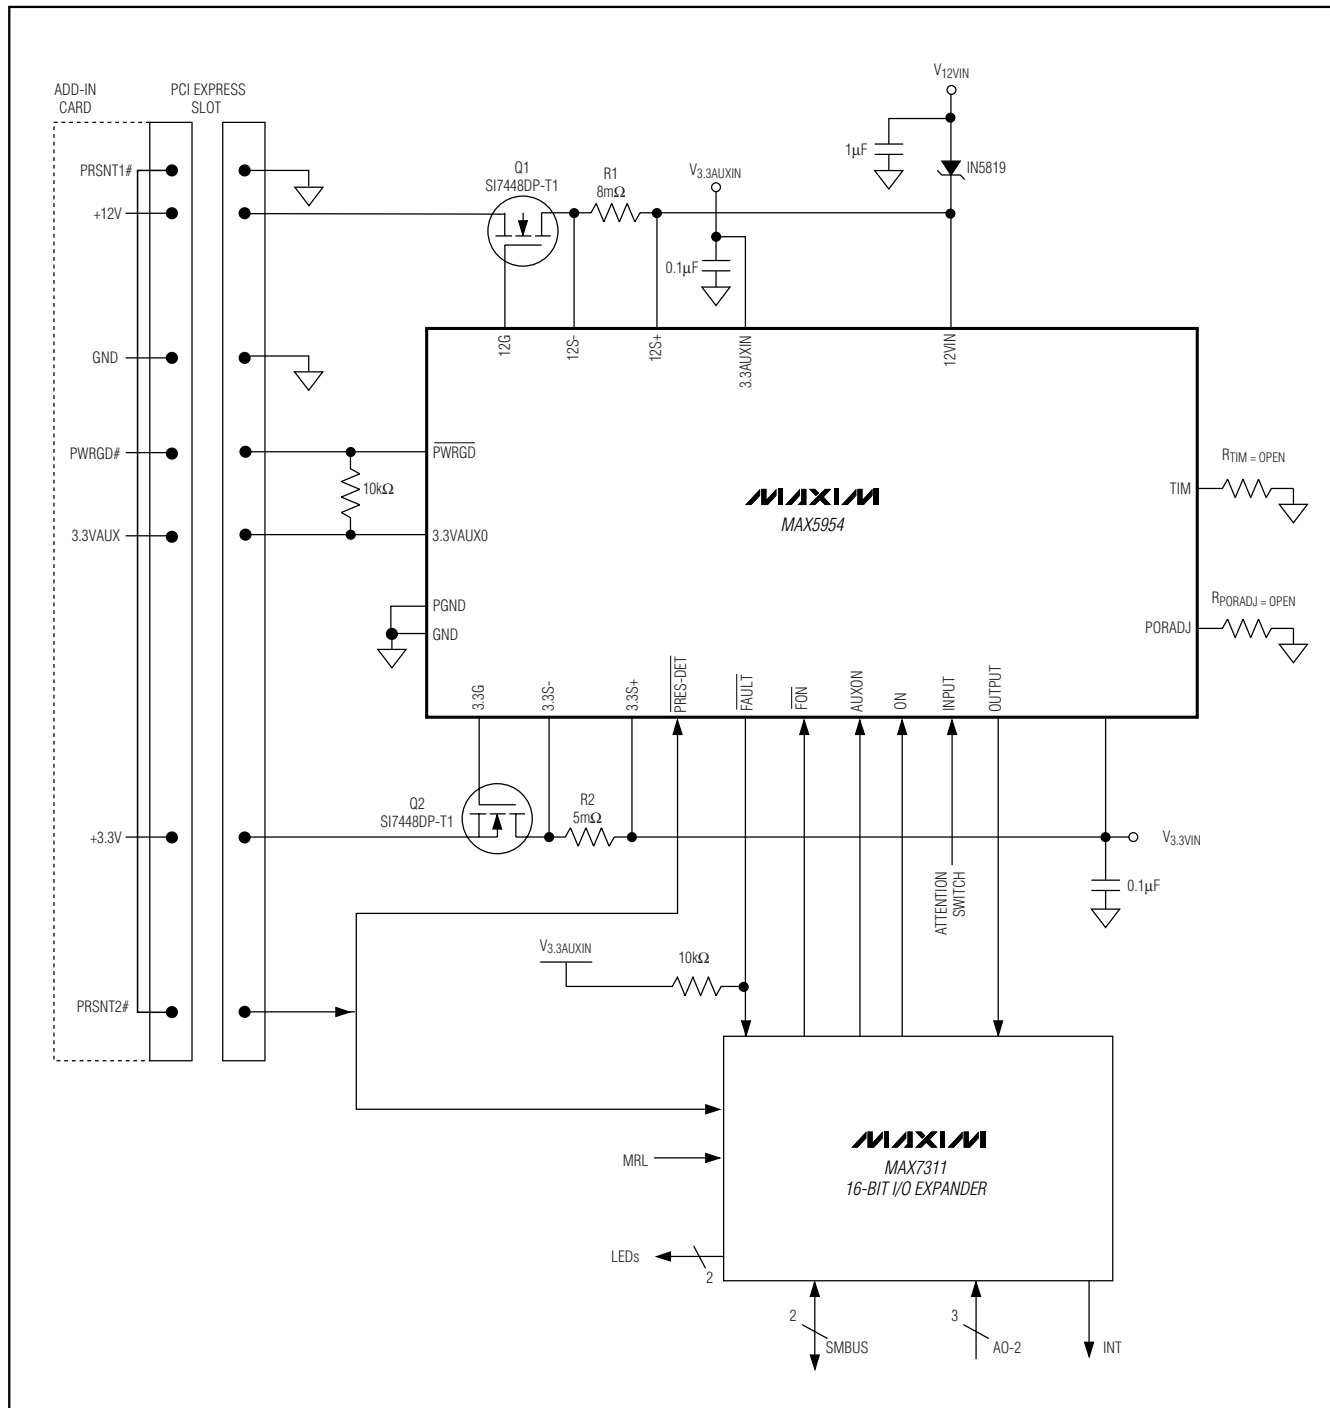 ADD-IN
CARD
PCI EXPRESS
SLOT
V12VIN
1µF
IN5819
PRSNT1#
+12V
Q1
SI7448DP-T1
R1
8mΩ
V3.3AUXIN
0.1µF
12G
12S-
12S+
3.3AUXIN
12VIN
GND
PWRGD#
PWRGD
10kΩ
3.3VAUX
3.3VAUX0
PGND
GND
MAXIM
MAX5954
TIM
RTIM = OPEN
PORADJ
RPORADJ = OPEN
3.3G
3.3S-
3.3S+
PRES-DET
FAULT
FON
AUXON
ON
INPUT
OUTPUT
Q2
SI7448DP-T1
R2
5mΩ
+3.3V
V3.3VIN
0.1µF
ATTENTION
SWITCH
V3.3AUXIN
10kΩ
PRSNT2#
MAXIM
MAX7311
16-BIT I/O EXPANDER
MRL
LEDs
2
2
SMBUS
3
A0-2
INT